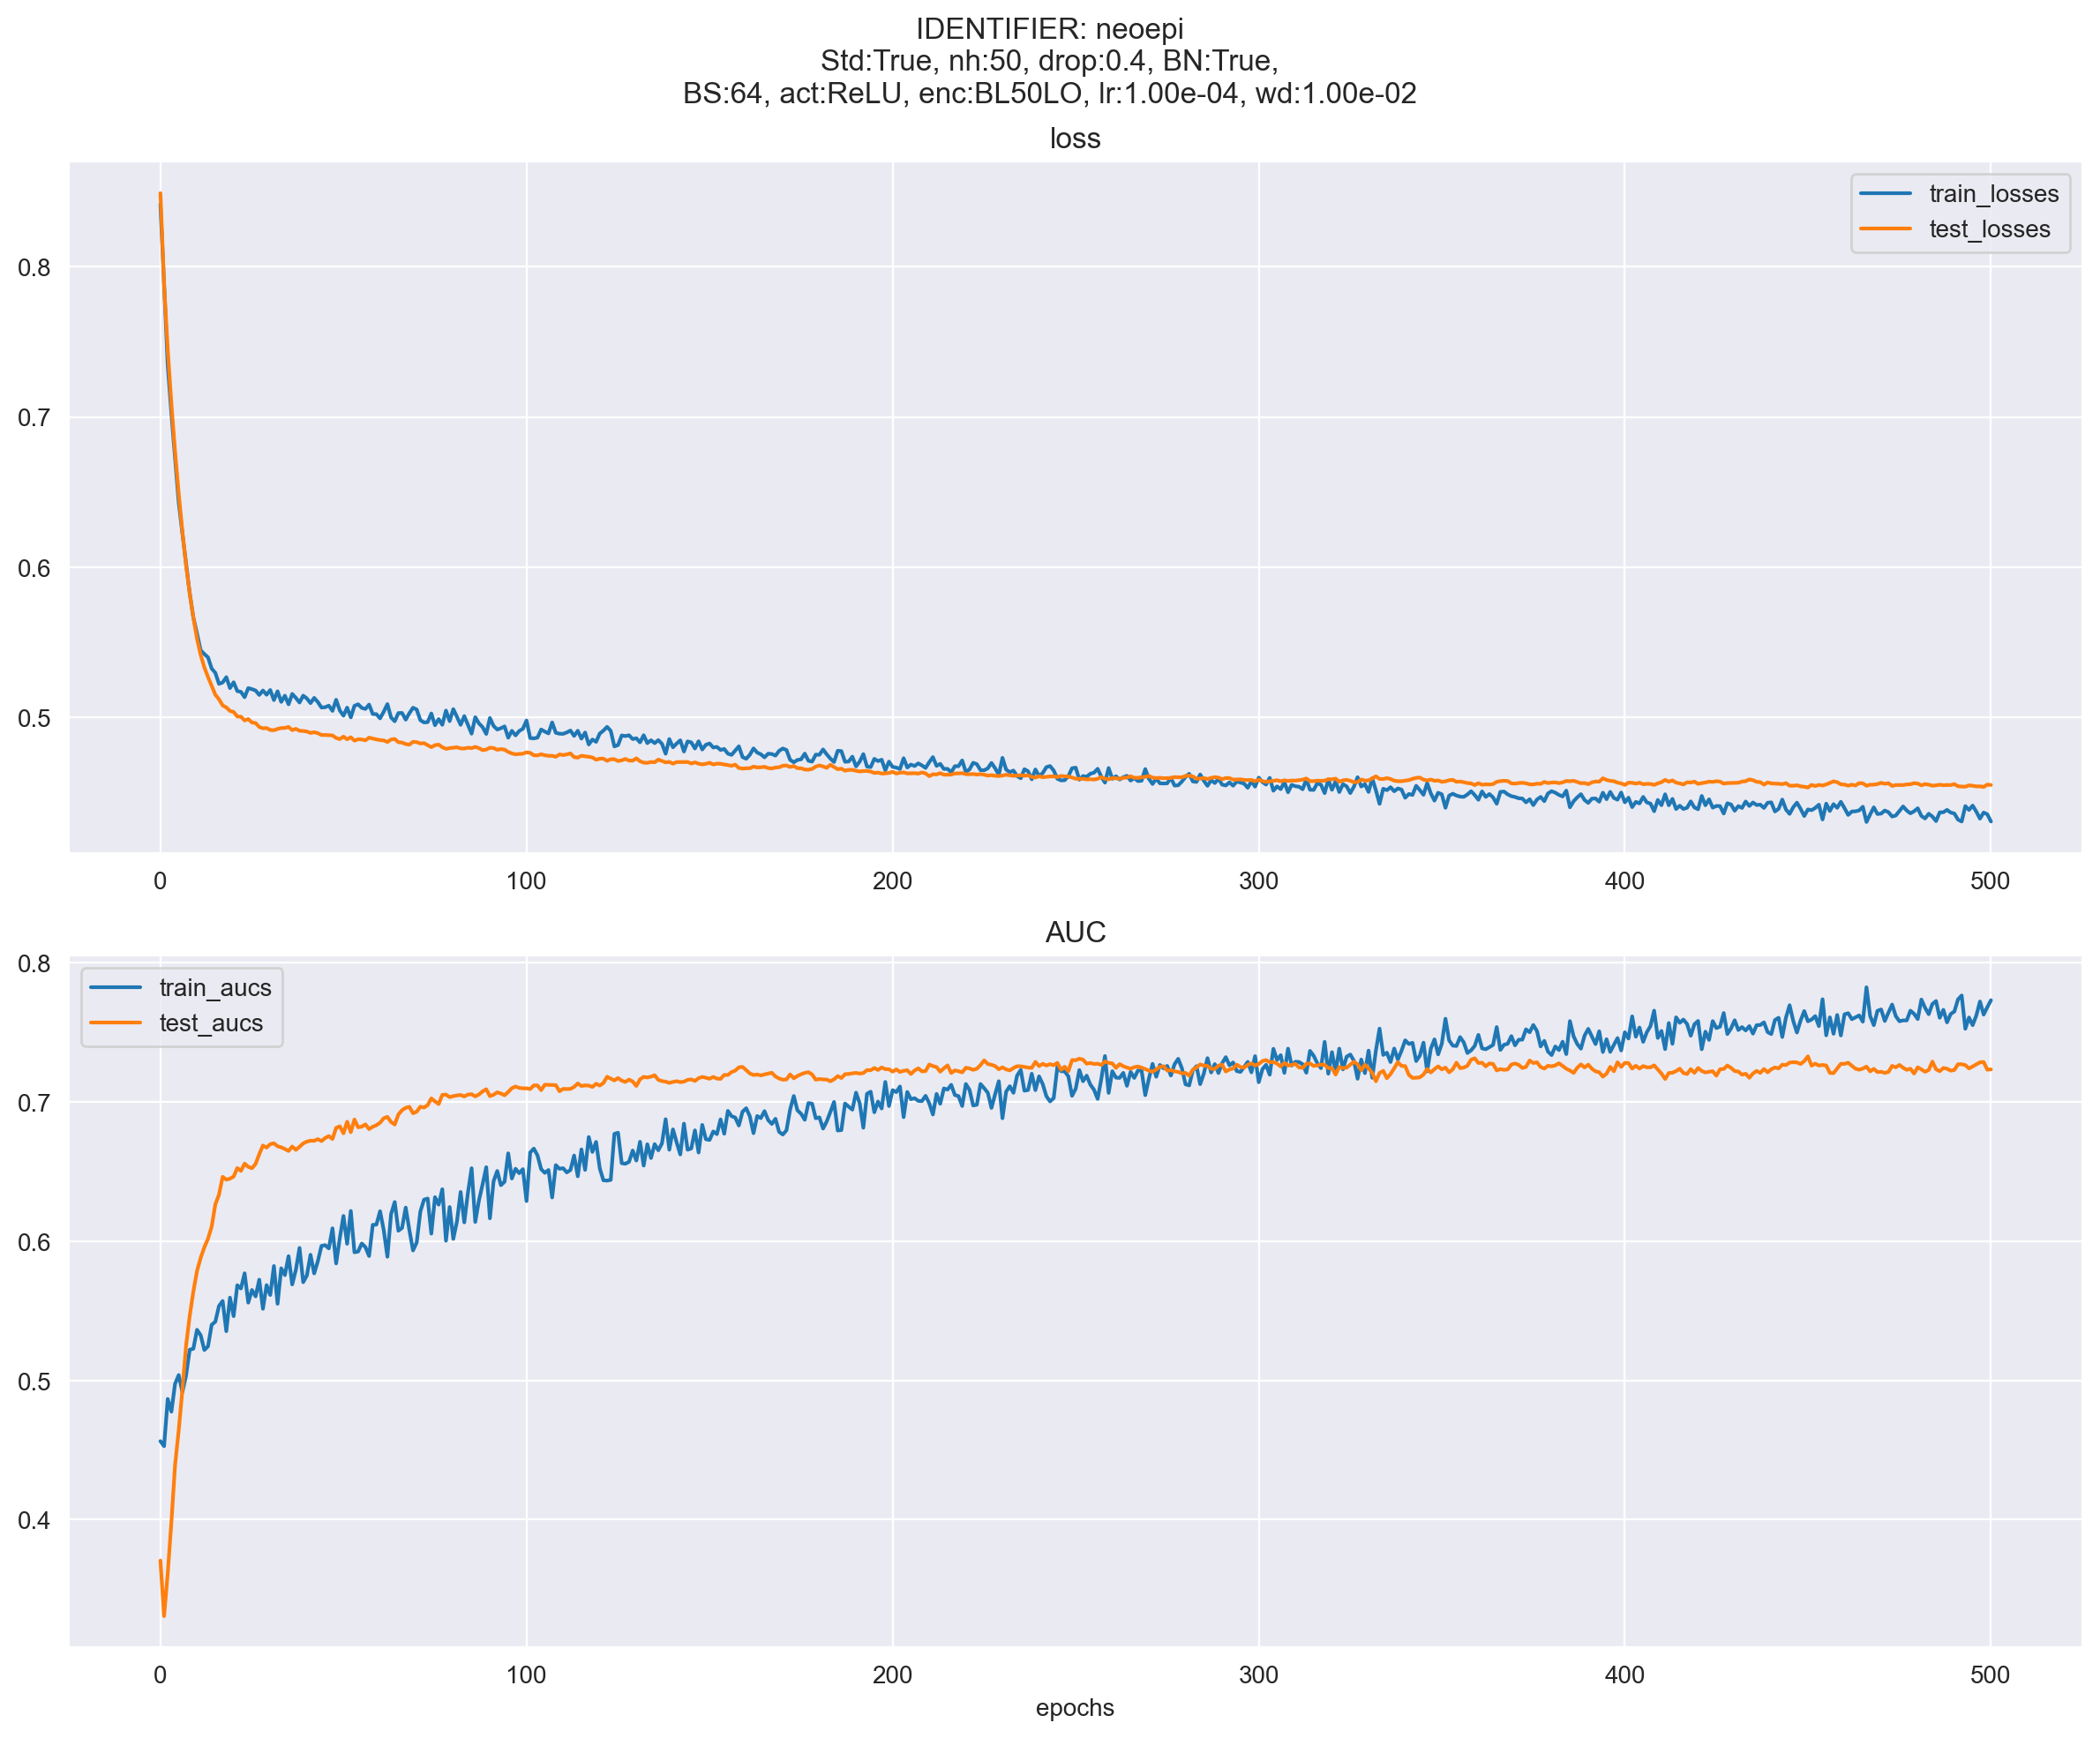 IDENTIFIER: neoepi
Std:True, nh:50, drop:0.4, BN:True,
BS:64, act:ReLU, enc:BL50LO, lr:1.00e-04, wd:1.00e-02
loss
train_losses
test_losses
0.8
0.7
0.6
0.5
0 100 200 300 400 500
AUC
train_aucs
test_aucs
0.8
0.7
0.6
0.5
0.4
0 100 200 300 400 500
epochs